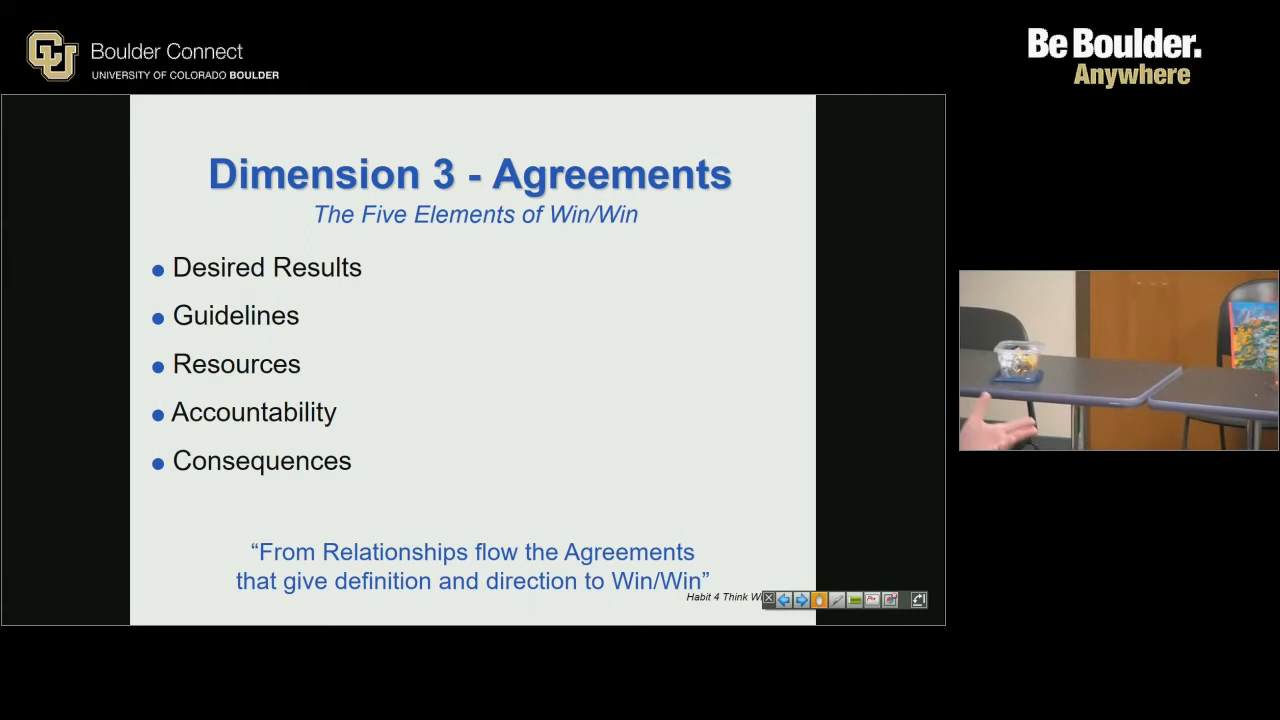 Boulder Connect
UNIVERSITY OF COLORADO BOULDER
Be Boulder.
Anywhere
Dimension 3 - Agreements
The Five Elements of Win/Win
Desired Results
Guidelines
Resources
Accountability
Consequences
“From Relationships flow the Agreements
that give definition and direction to Win/Win”
Habit 4 Think